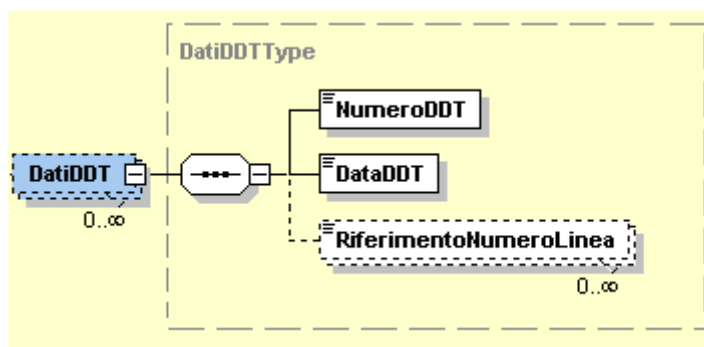 DatiDDTType
NumeroDDT
DatiDDT
DataDDT
0..∞
RiferimentoNumeroLinea
0..∞